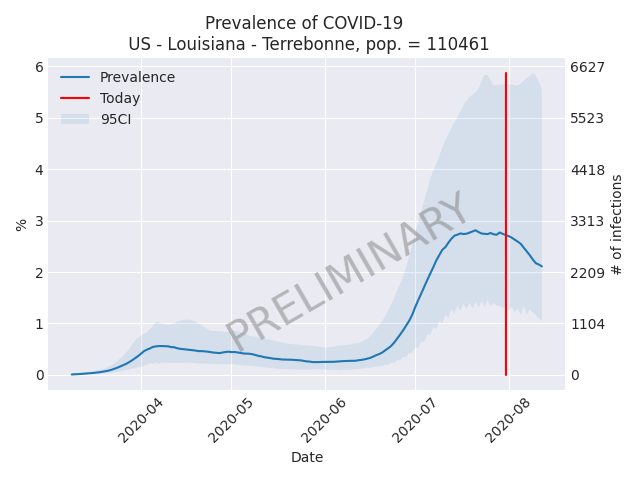 Prevalence of COVID-19
US - Louisiana - Terrebonne, pop. = 110461
Prevalence
Today
95CI
6
5
4
3
2
1
0
%
6627
5523
4418
3313
2209
1104
0
# of infections
PRELIMINARY
2020-04
2020-05
2020-06
2020-07
2020-08
Date